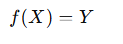 f(X) = Y